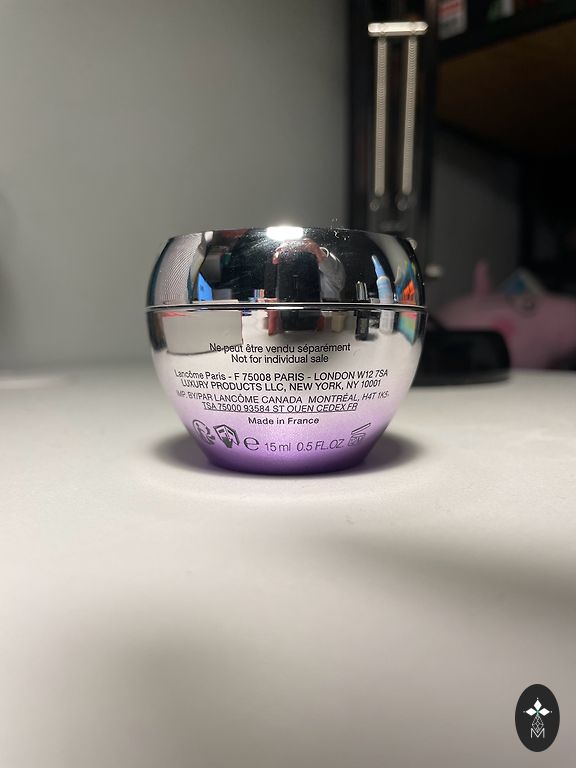 Ne peut être vendu séparément
Not for individual sale
Lancôme Paris - F 75008 PARIS - LONDON W12 7SA
LUXURY PRODUCTS LLC, NEW YORK, NY 10001
IMP. BY/PAR LANCÔME CANADA MONTRÉAL, H4T 1K5
TSA 75000 93584 ST OUEN CEDEX FR
Made in France
e 15 ml 0.5 FL.OZ.
M